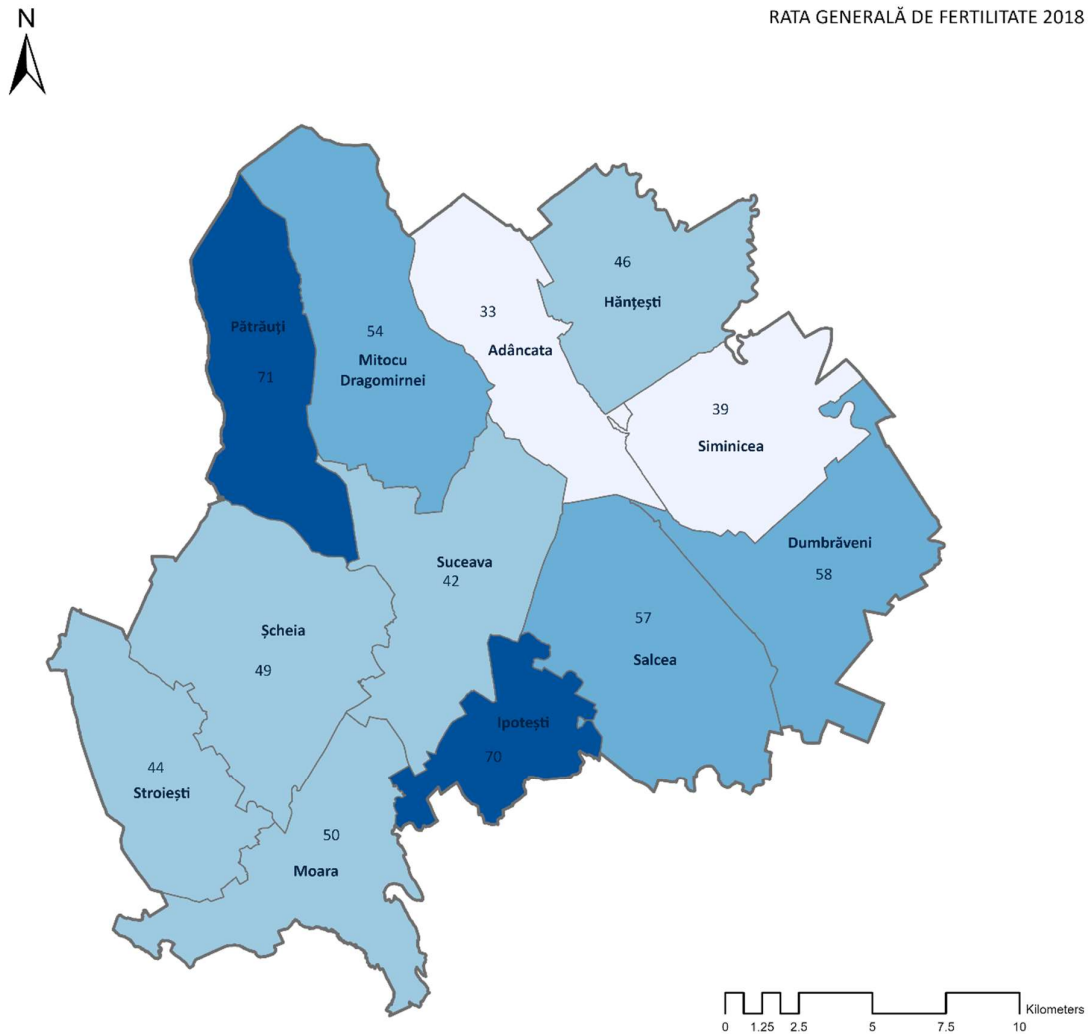 N
RATA GENERALĂ DE FERTILITATE 2018
46
Hănțești
33
Adâncata
Pătrăuți
71
54
Mitocu
Dragomirnei
39
Siminicea
Dumbrăveni
58
Suceava
42
57
Salcea
Șcheia
49
Ipotești
70
44
Stroiești
50
Moara
Kilometers
0 1.25 2.5 5 7.5 10